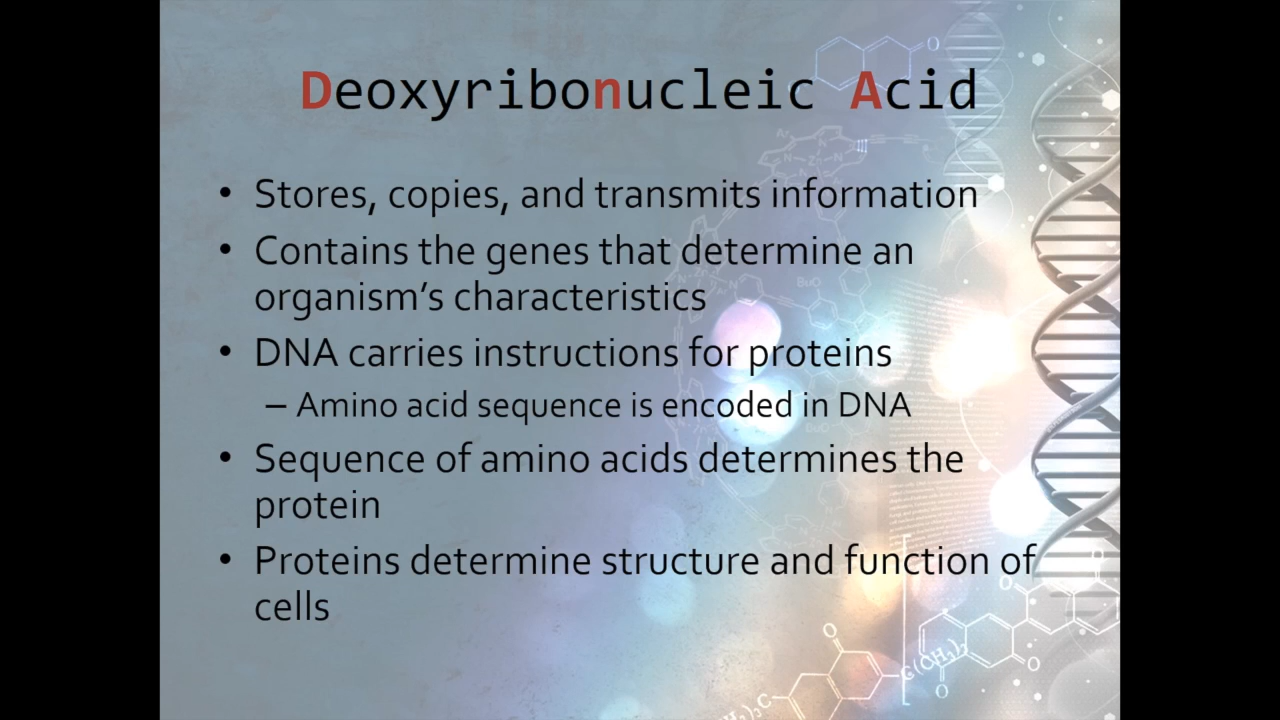 Deoxyribonucleic Acid
• Stores, copies, and transmits information
• Contains the genes that determine an
organism's characteristics
• DNA carries instructions for proteins
– Amino acid sequence is encoded in DNA
• Sequence of amino acids determines the
protein
• Proteins determine structure and function of
cells